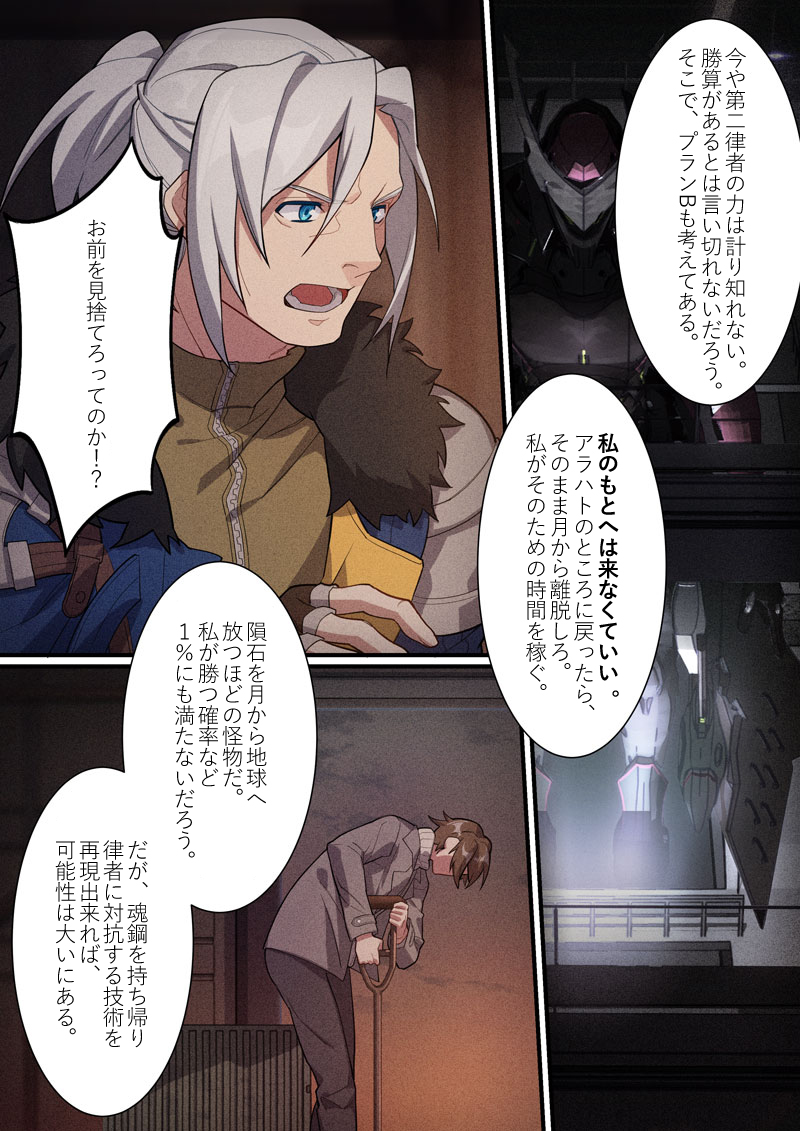 今や第二律者の力は計り知れない。
勝算があるとは言い切れないだろう。
そこで、プランBも考えてある。
私のもとへは来なくていい。
アラハトのところに戻ったら、
そのまま月から離脱しろ。
私がそのための時間を稼ぐ。
お前を見捨てろってのか！？
隕石を月から地球へ
放つほどの怪物だ。
私が勝つ確率など
1％にも満たないだろう。
だが、魂鋼を持ち帰り
律者に対抗する技術を
再現出来れば、
可能性は大いにある。